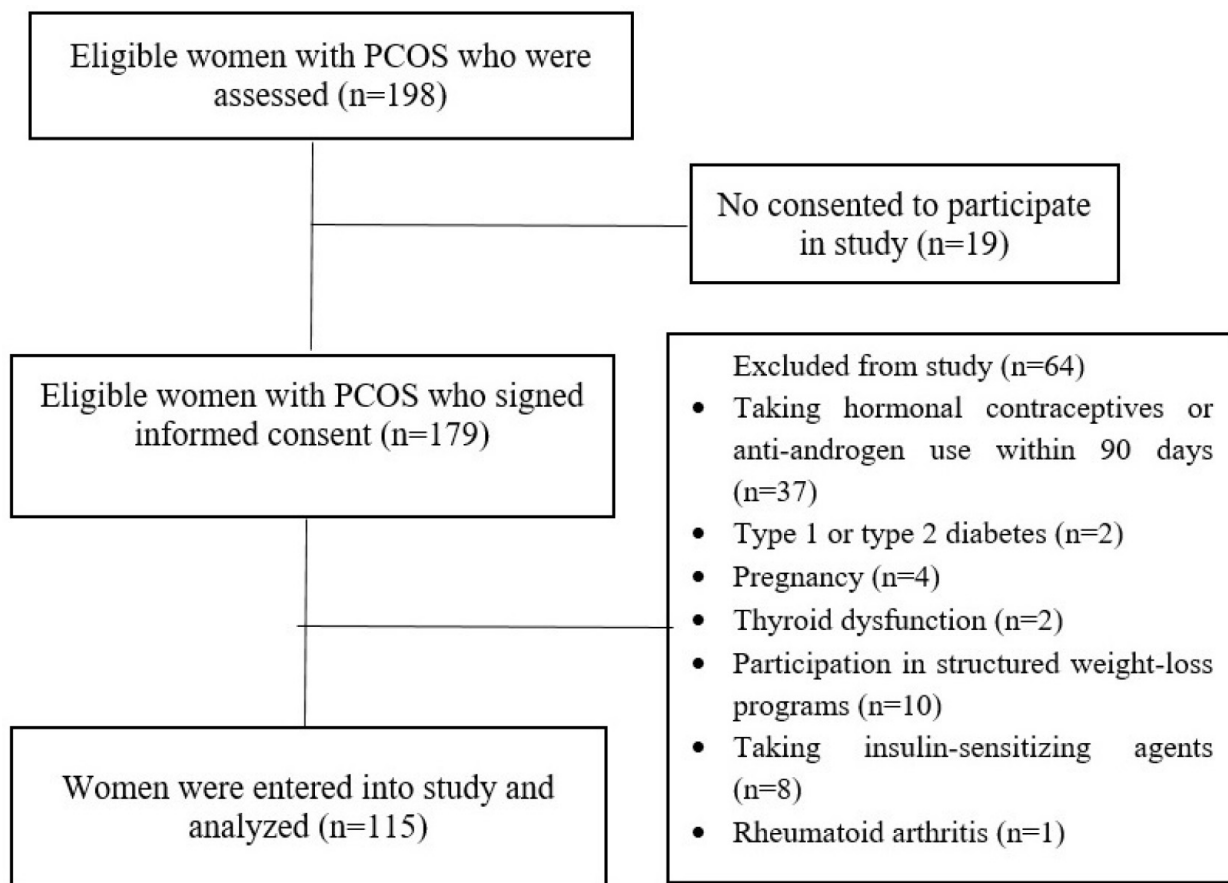 Eligible women with PCOS who were
assessed (n=198)
No consented to participate
in study (n=19)
Eligible women with PCOS who signed
informed consent (n=179)
Excluded from study (n=64)
• Taking hormonal contraceptives or
anti-androgen use within 90 days
(n=37)
• Type 1 or type 2 diabetes (n=2)
• Pregnancy (n=4)
• Thyroid dysfunction (n=2)
• Participation in structured weight-loss
programs (n=10)
• Taking insulin-sensitizing agents
(n=8)
• Rheumatoid arthritis (n=1)
Women were entered into study and
analyzed (n=115)